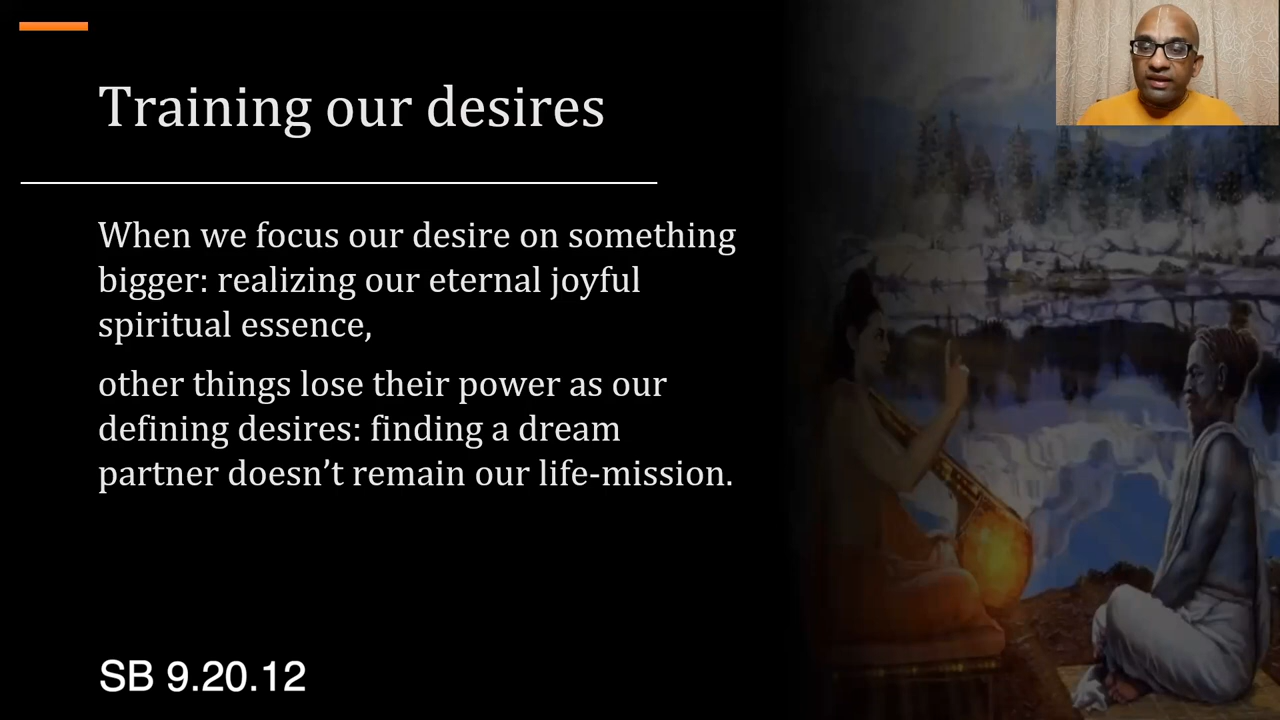 Training our desires
When we focus our desire on something
bigger: realizing our eternal joyful
spiritual essence,
other things lose their power as our
defining desires: finding a dream
partner doesn’t remain our life-mission.
SB 9.20.12